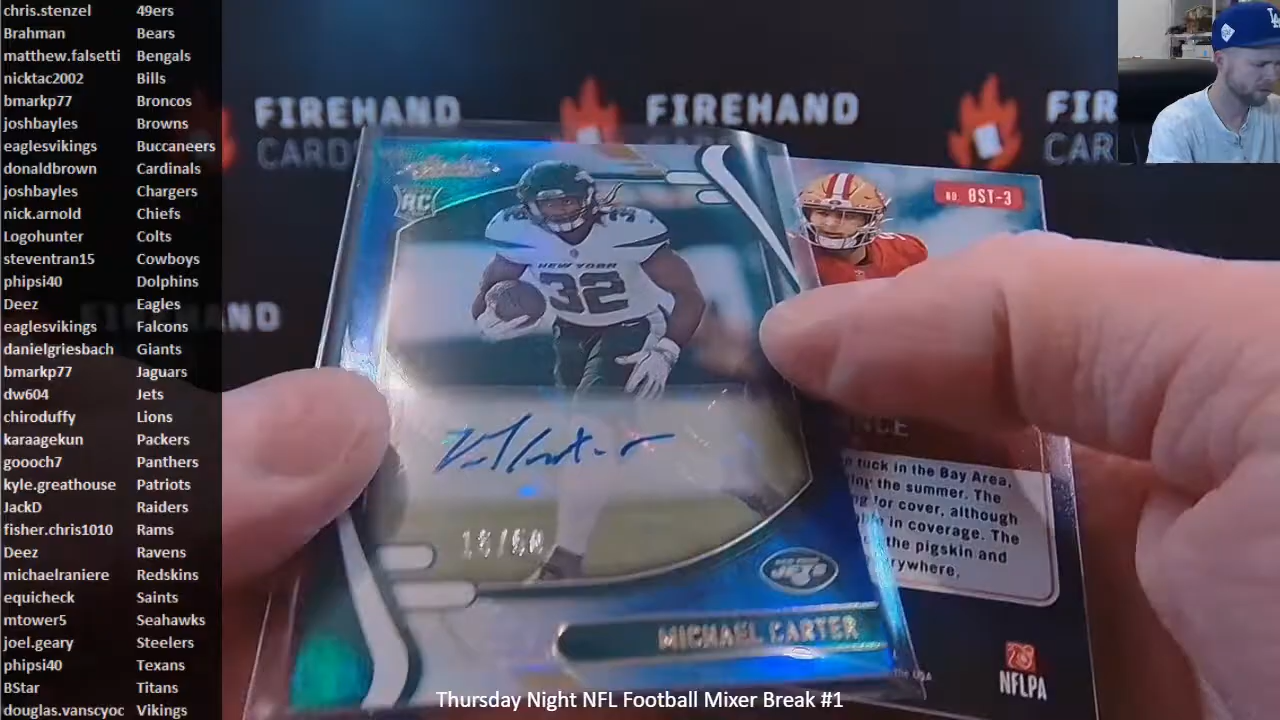 chris.stenzel 49ers
Brahman Bears
matthew.falsetti Bengals
nicktac2002 Bills
bmarkp77 Broncos
joshbayles Browns
eaglesvikings Buccaneers
donaldbrown Cardinals
joshbayles Chargers
nick.arnold Chiefs
Logohunter Colts
steventran15 Cowboys
phipsi40 Dolphins
Deez Eagles
eaglesvikings Falcons
danielgriesbach Giants
bmarkp77 Jaguars
dw604 Jets
chiroduffy Lions
karaagekun Packers
goooch7 Panthers
kyle.greathouse Patriots
JackD Raiders
fisher.chris1010 Rams
Deez Ravens
michaelraniere Redskins
equicheck Saints
mtower5 Seahawks
joel.geary Steelers
phipsi40 Texans
BStar Titans
douglas.vanscyoc Vikings
FIREHAND
CARDS
FIREHAND
FIR
CAR
RC
NEW YORK
32
32
JETS
MICHAEL CARTER
NO. BST-3
tuck in the Bay Area,
the summer. The
for cover, although
in coverage. The
the pigskin and
rywhere.
NFLPA
Thursday Night NFL Football Mixer Break #1